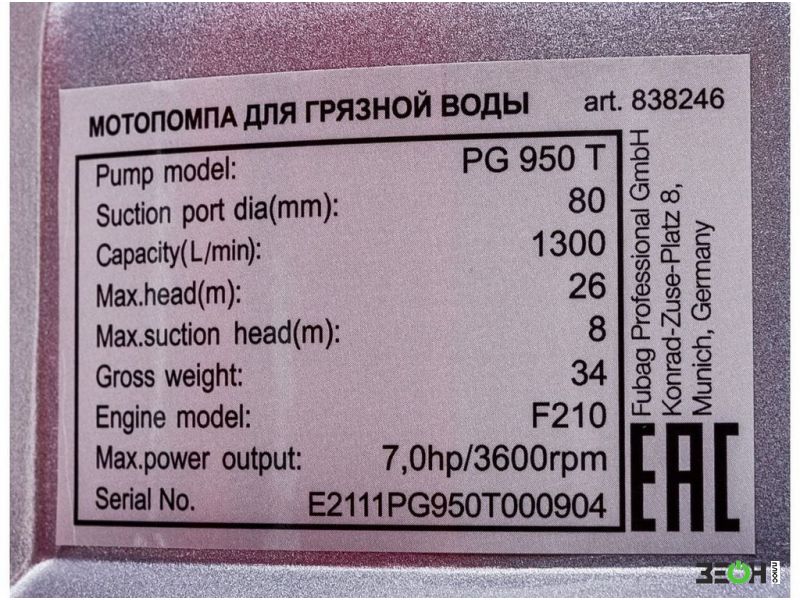 МОТОПОМПА ДЛЯ ГРЯЗНОЙ ВОДЫ art. 838246
Pump model: PG 950 T
Suction port dia(mm): 80
Capacity(L/min): 1300
Max.head(m): 26
Max.suction head(m): 8
Gross weight: 34
Engine model: F210
Max.power output: 7,0hp/3600rpm
Serial No. E2111PG950T000904
Fubag Professional GmbH
Konrad-Zuse-Platz 8,
Munich, Germany
EAC
ЗЕОН ПЛЮС